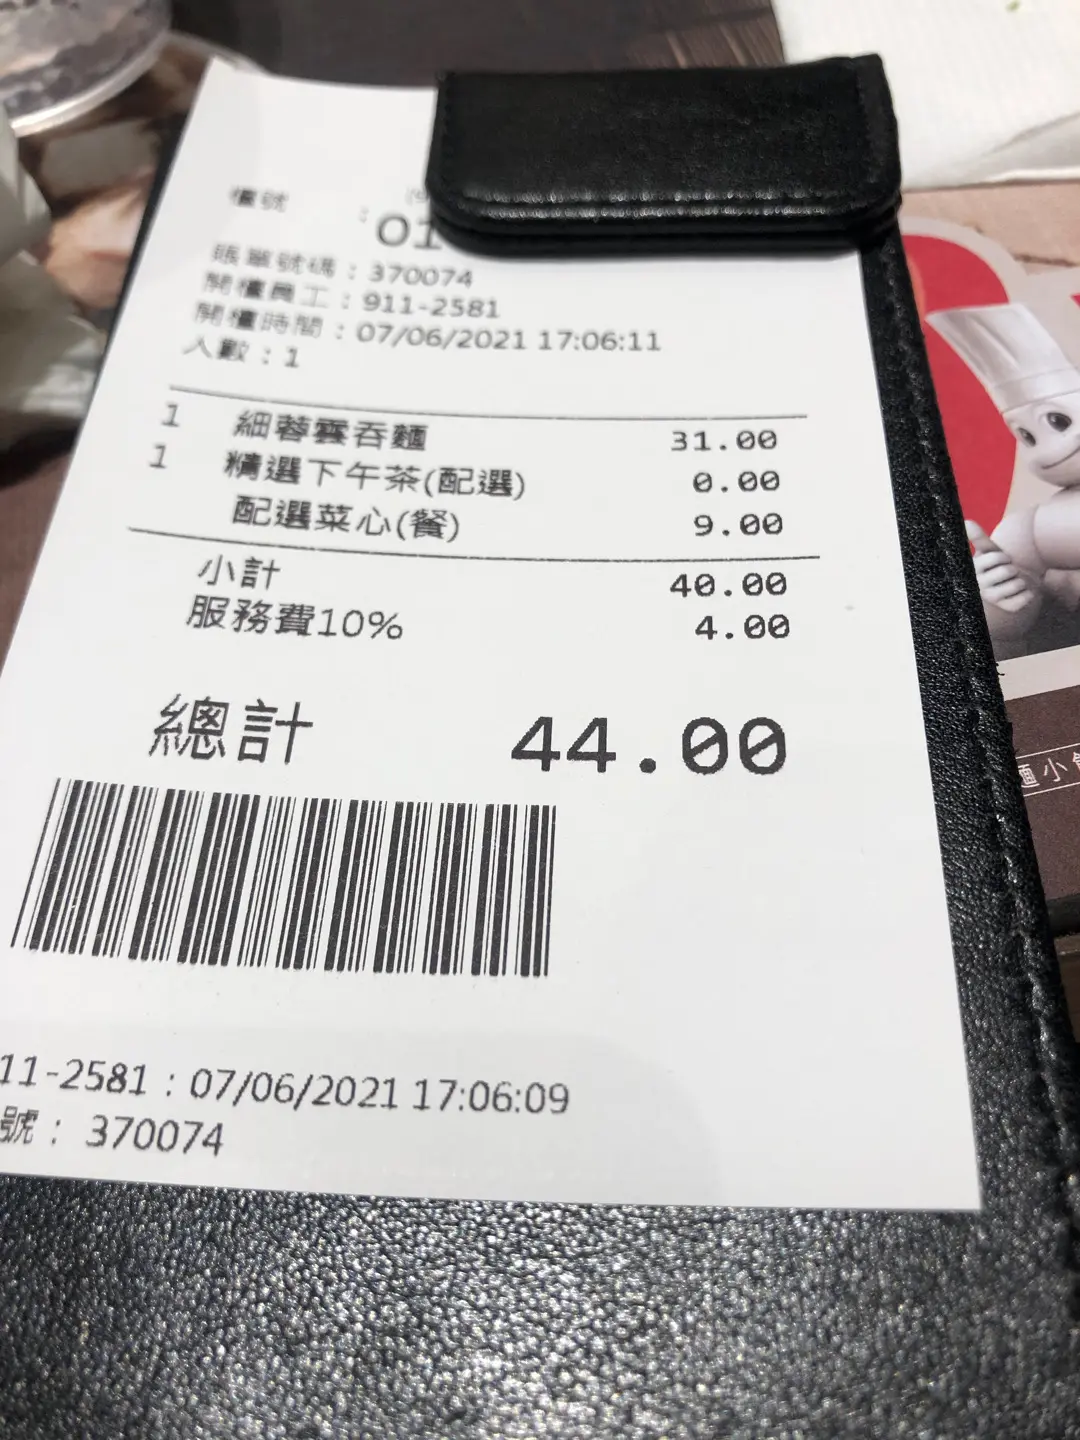 檯號 : 01
賬單號碼 : 370074
開檯員工 : 911-2581
開檯時間 : 07/06/2021 17:06:11
人數 : 1
1 細蓉雲吞麵 31.00
1 精選下午茶(配選) 0.00
配選菜心(餐) 9.00
小計 40.00
服務費10% 4.00
總計 44.00
11-2581 : 07/06/2021 17:06:09
號 : 370074
麵小